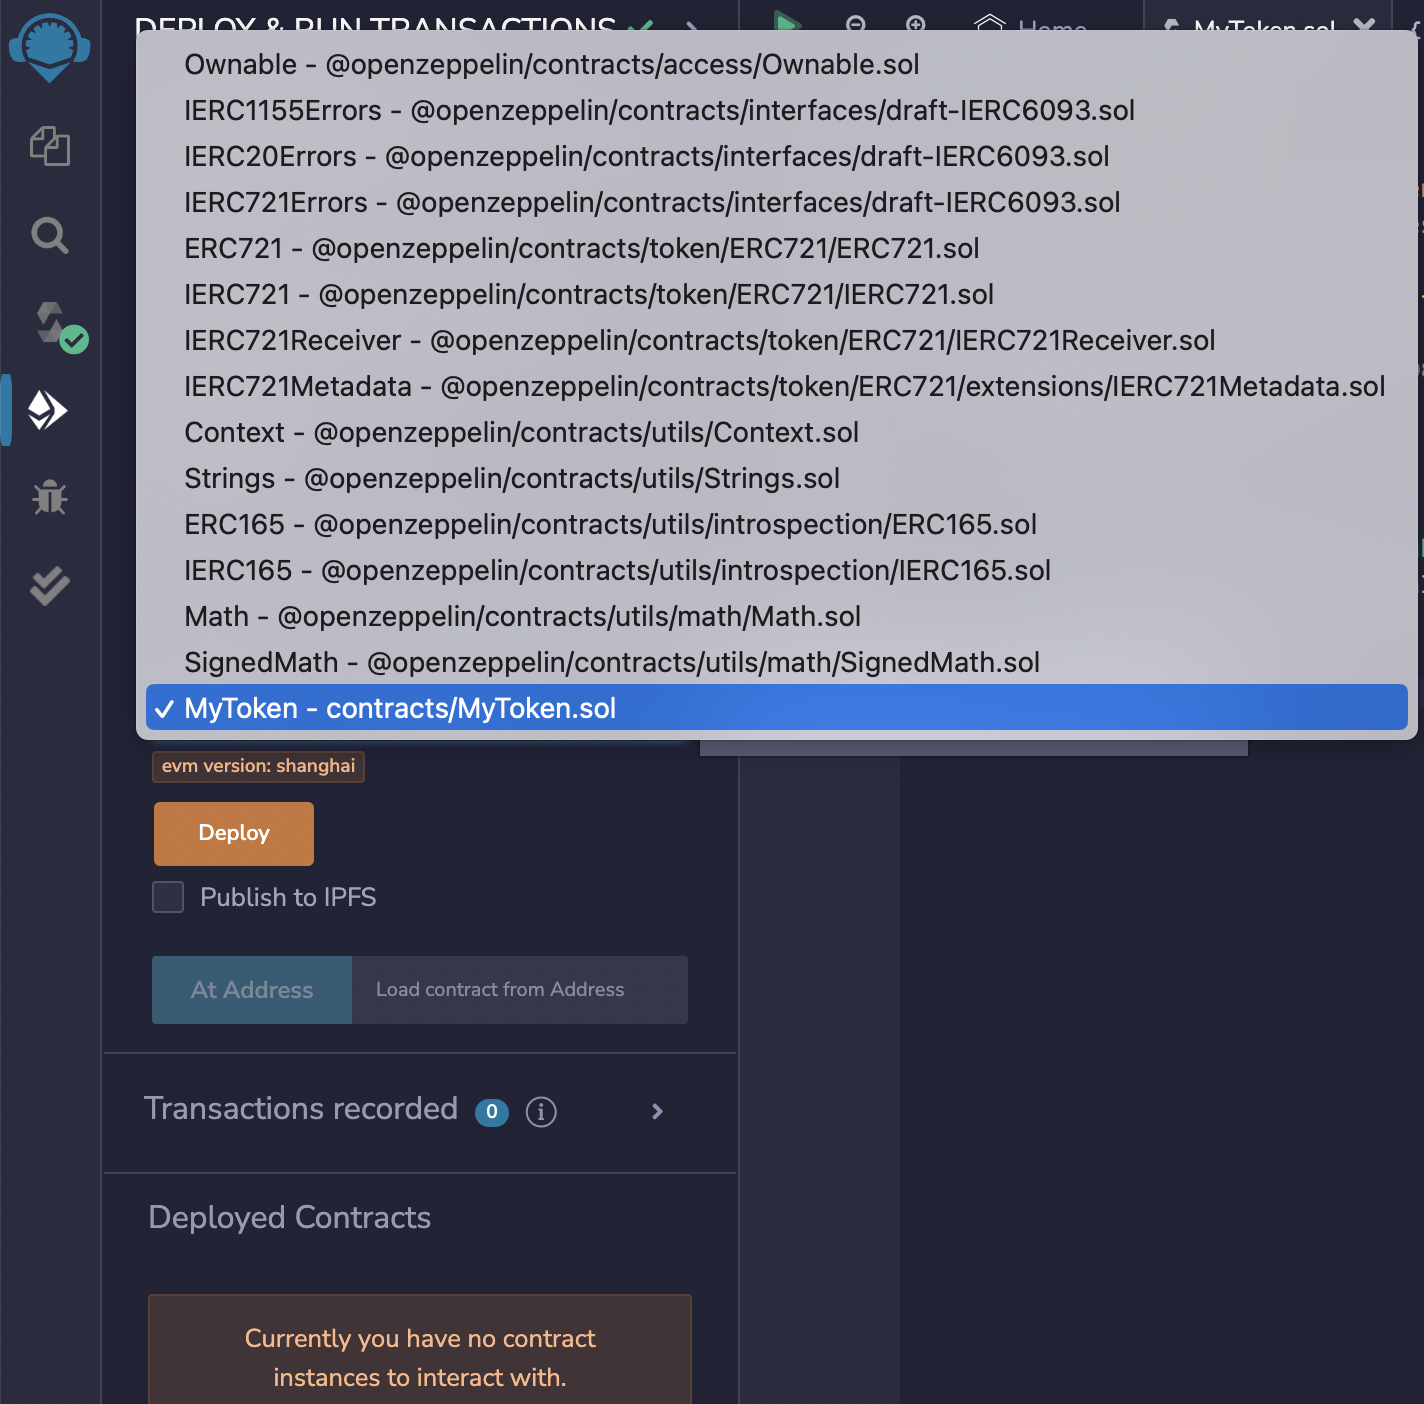 DEPLOY & RUN TRANSACTIONS
Home
MyToken.sol
Ownable - @openzeppelin/contracts/access/Ownable.sol
IERC1155Errors - @openzeppelin/contracts/interfaces/draft-IERC6093.sol
IERC20Errors - @openzeppelin/contracts/interfaces/draft-IERC6093.sol
IERC721Errors - @openzeppelin/contracts/interfaces/draft-IERC6093.sol
ERC721 - @openzeppelin/contracts/token/ERC721/ERC721.sol
IERC721 - @openzeppelin/contracts/token/ERC721/IERC721.sol
IERC721Receiver - @openzeppelin/contracts/token/ERC721/IERC721Receiver.sol
IERC721Metadata - @openzeppelin/contracts/token/ERC721/extensions/IERC721Metadata.sol
Context - @openzeppelin/contracts/utils/Context.sol
Strings - @openzeppelin/contracts/utils/Strings.sol
ERC165 - @openzeppelin/contracts/utils/introspection/ERC165.sol
IERC165 - @openzeppelin/contracts/utils/introspection/IERC165.sol
Math - @openzeppelin/contracts/utils/math/Math.sol
SignedMath - @openzeppelin/contracts/utils/math/SignedMath.sol
MyToken - contracts/MyToken.sol
evm version: shanghai
Deploy
Publish to IPFS
At Address
Load contract from Address
Transactions recorded 0
Deployed Contracts
Currently you have no contract
instances to interact with.